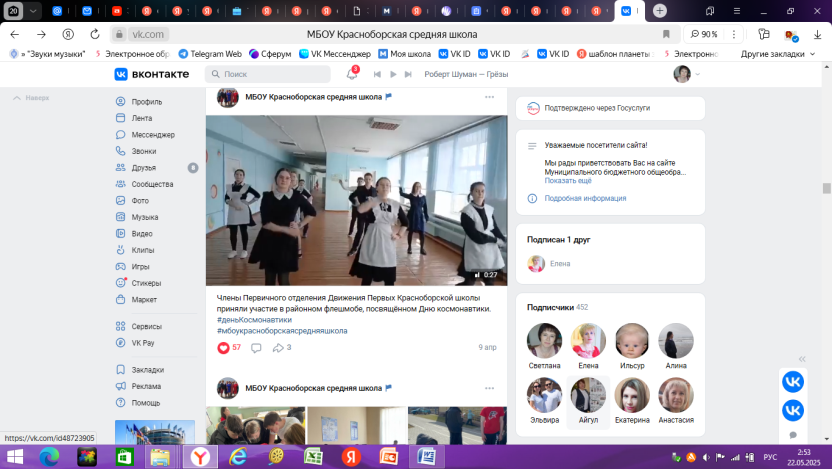 20
vk.com
МБОУ Красноборская средняя школа
90 %
» "Звуки музыки"
Электронное обр
Telegram Web
Сферум
VK Мессенджер
Моя школа
VK ID
VK ID
VK ID
шаблон планеты
Электронно
Другие закладки
вконтакте
Поиск
3
Роберт Шуман — Грёзы
Наверх
Профиль
Лента
Мессенджер
Звонки
Друзья
8
Сообщества
Фото
Музыка
Видео
Клипы
Игры
Стикеры
Маркет
Сервисы
VK Pay
Закладки
Реклама
Помощь
МБОУ Красноборская средняя школа
0:27
Члены Первичного отделения Движения Первых Красноборской школы
приняли участие в районном флешмобе, посвящённом Дню космонавтики.
#деньКосмонавтики
#мбоукрасноборскаясредняяшкола
57
3
9 апр
МБОУ Красноборская средняя школа
Подтверждено через Госуслуги
Уважаемые посетители сайта!
Мы рады приветствовать Вас на сайте
Муниципального бюджетного общеобра...
Показать ещё
Подробная информация
Подписан 1 друг
Елена
Подписчики 452
Светлана
Елена
Ильсур
Алина
Эльвира
Айгул
Екатерина
Анастасия
https://vk.com/id48723905
РУС
2:53
22.05.2025